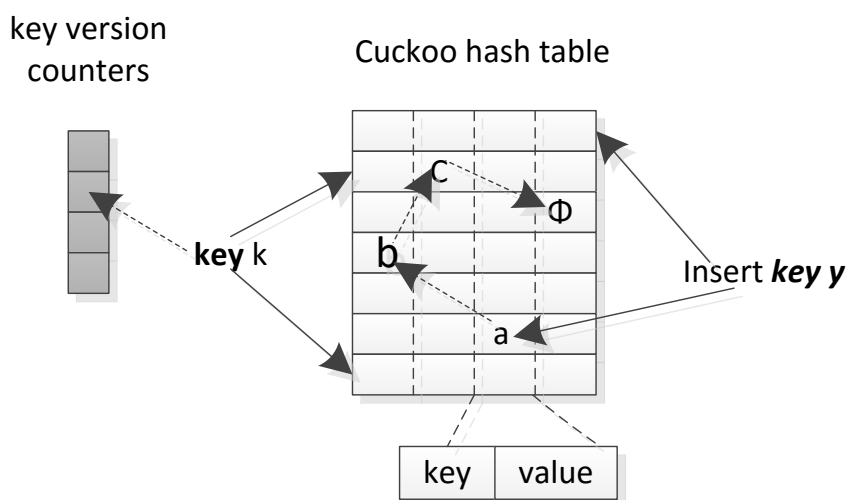 key version
counters
Cuckoo hash table
C
Φ
key k
b
Insert key y
a
key
value